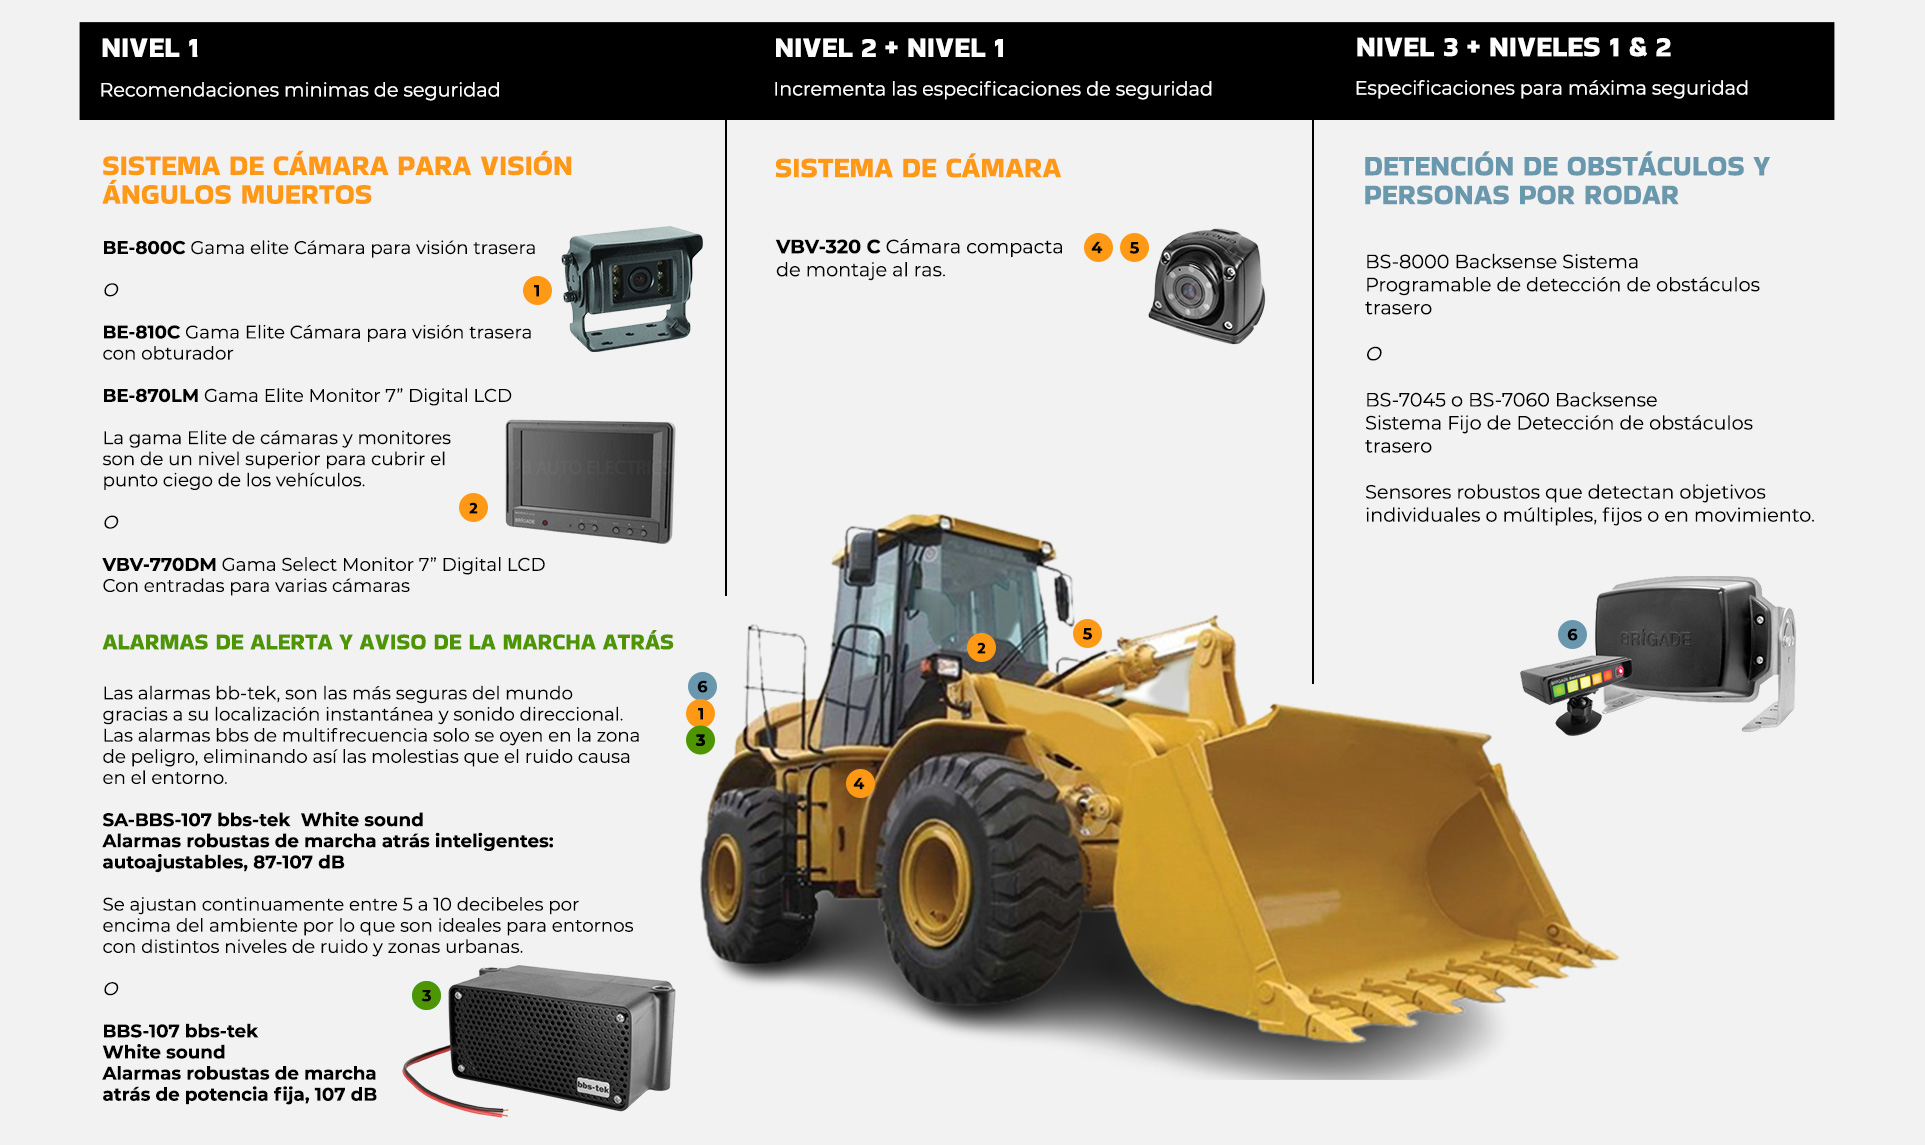 NIVEL 1
Recomendaciones minimas de seguridad
SISTEMA DE CÁMARA PARA VISIÓN
ÁNGULOS MUERTOS
BE-800C Gama elite Cámara para visión trasera
O
1
BE-810C Gama Elite Cámara para visión trasera
con obturador
BE-870LM Gama Elite Monitor 7” Digital LCD
La gama Elite de cámaras y monitores
son de un nivel superior para cubrir el
punto ciego de los vehículos.
AUTO ELECTRICS
BRIGADE
2
O
VBV-770DM Gama Select Monitor 7” Digital LCD
Con entradas para varias cámaras
ALARMAS DE ALERTA Y AVISO DE LA MARCHA ATRÁS
Las alarmas bb-tek, son las más seguras del mundo
gracias a su localización instantánea y sonido direccional.
Las alarmas bbs de multifrecuencia solo se oyen en la zona
de peligro, eliminando así las molestias que el ruido causa
en el entorno.
SA-BBS-107 bbs-tek  White sound
Alarmas robustas de marcha atrás inteligentes:
autoajustables, 87-107 dB
Se ajustan continuamente entre 5 a 10 decibeles por
encima del ambiente por lo que son ideales para entornos
con distintos niveles de ruido y zonas urbanas.
O
3
BBS-107 bbs-tek
White sound
Alarmas robustas de marcha
atrás de potencia fija, 107 dB
bbs-tek
NIVEL 2 + NIVEL 1
Incrementa las especificaciones de seguridad
SISTEMA DE CÁMARA
VBV-320 C Cámara compacta
de montaje al ras.
4 5
5
2
6
1
3
4
NIVEL 3 + NIVELES 1 & 2
Especificaciones para máxima seguridad
DETENCIÓN DE OBSTÁCULOS Y
PERSONAS POR RODAR
BS-8000 Backsense Sistema
Programable de detección de obstáculos
trasero
O
BS-7045 o BS-7060 Backsense
Sistema Fijo de Detección de obstáculos
trasero
Sensores robustos que detectan objetivos
individuales o múltiples, fijos o en movimiento.
6
BRIGADE
BRIGADE